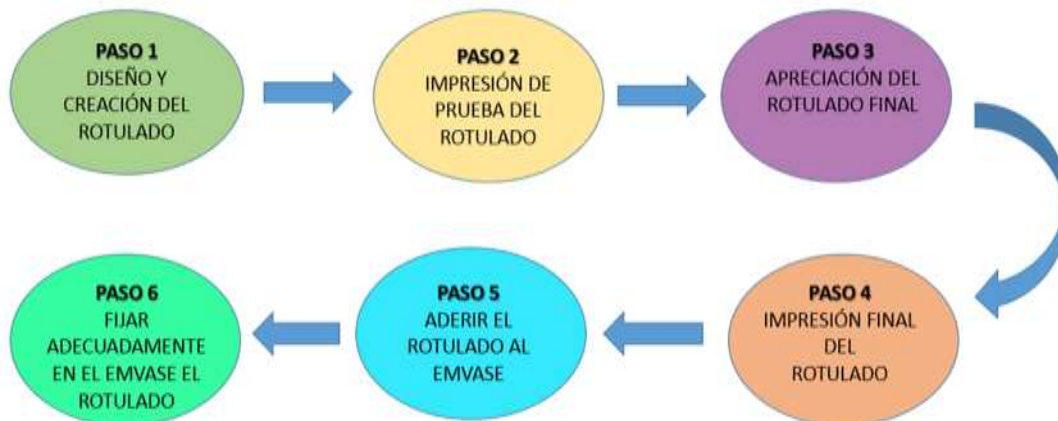 PASO 1
DISEÑO Y
CREACIÓN DEL
ROTULADO
PASO 2
IMPRESIÓN DE
PRUEBA DEL
ROTULADO
PASO 3
APRECIACIÓN DEL
ROTULADO FINAL
PASO 4
IMPRESIÓN FINAL
DEL
ROTULADO
PASO 5
ADERIR EL
ROTULADO AL
EMVASE
PASO 6
FIJAR
ADECUADAMENTE
EN EL EMVASE EL
ROTULADO